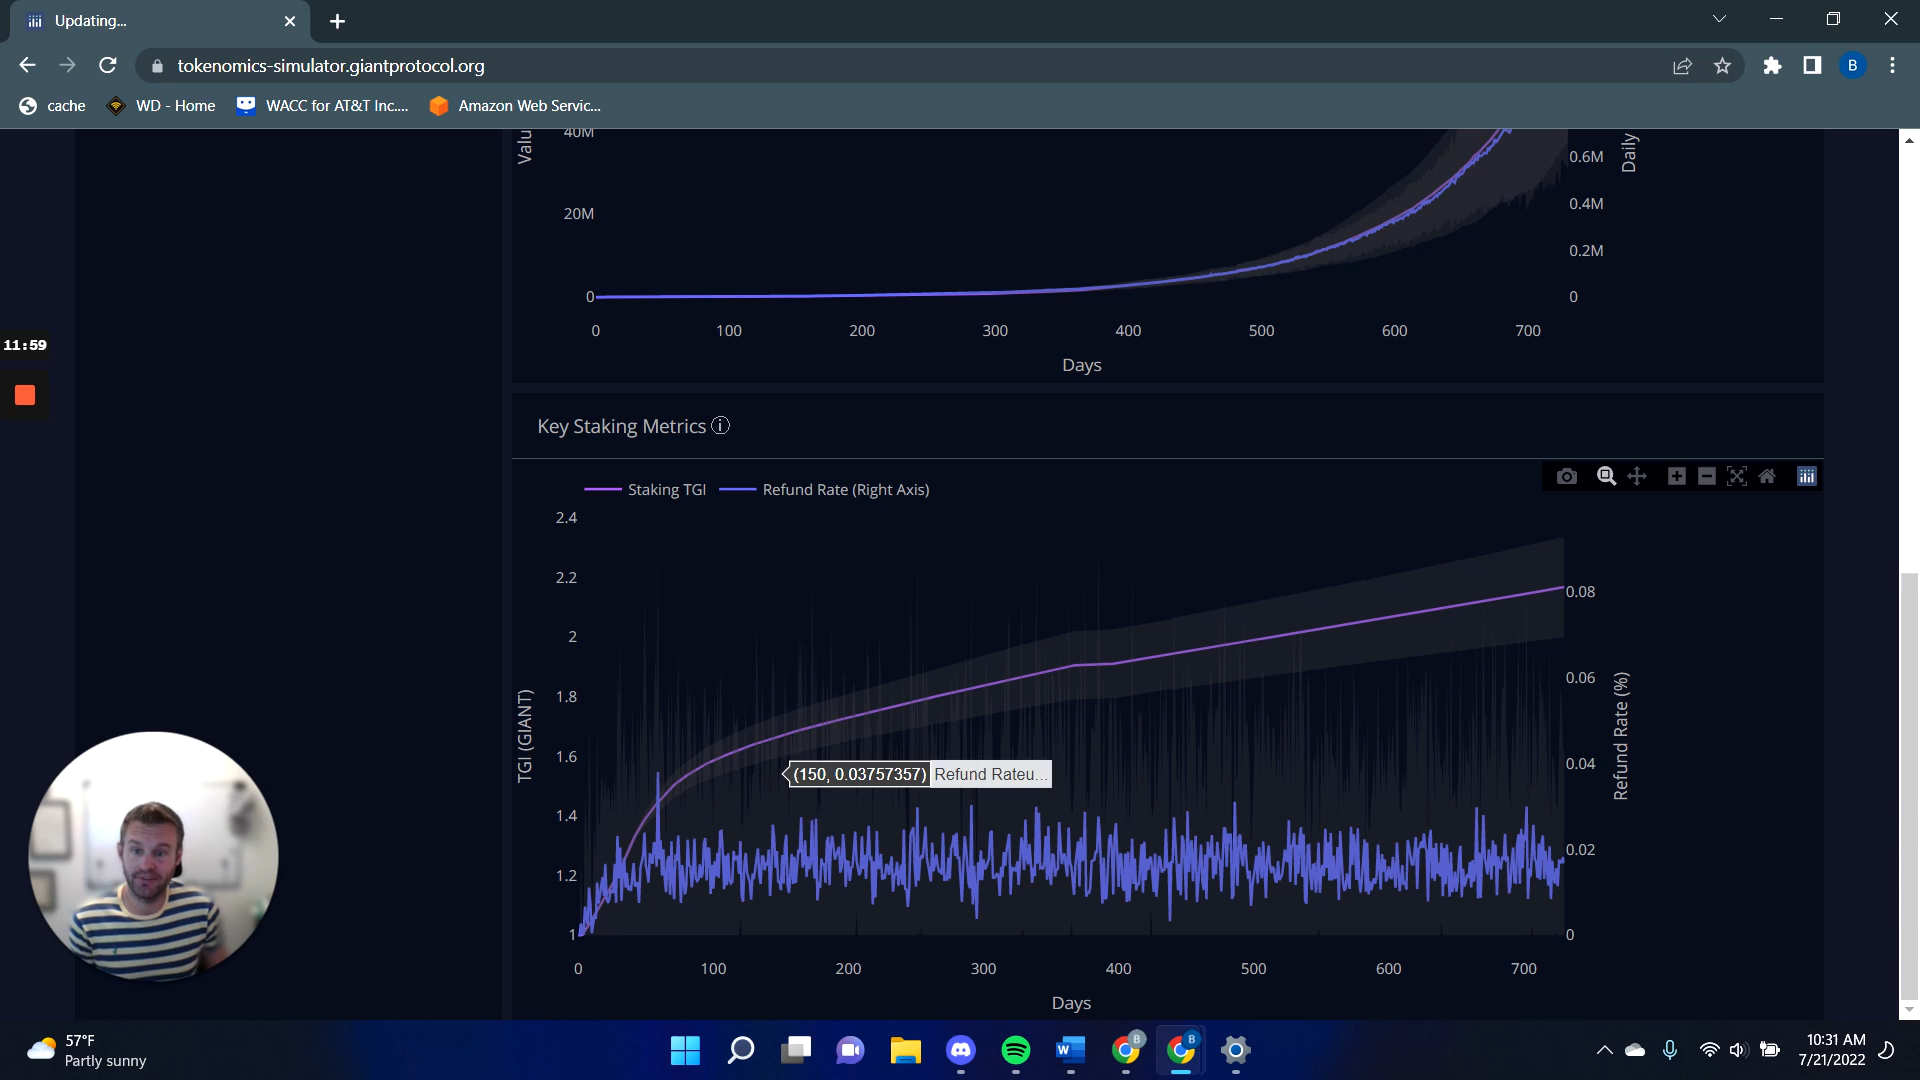 Updating...
tokenomics-simulator.giantprotocol.org
B
cache
WD - Home
WACC for AT&T Inc....
Amazon Web Servic...
40M
20M
0
Valu
0.6M
0.4M
0.2M
0
Daily
0 100 200 300 400 500 600 700
Days
11:59
Key Staking Metrics
Staking TGI
Refund Rate (Right Axis)
2.4
2.2
2
1.8
1.6
1.4
1.2
1
TGI (GIANT)
(150, 0.03757357)
Refund Rateu...
0.08
0.06
0.04
0.02
0
Refund Rate (%)
0 100 200 300 400 500 600 700
Days
57°F
Partly sunny
W
B
B
10:31 AM
7/21/2022